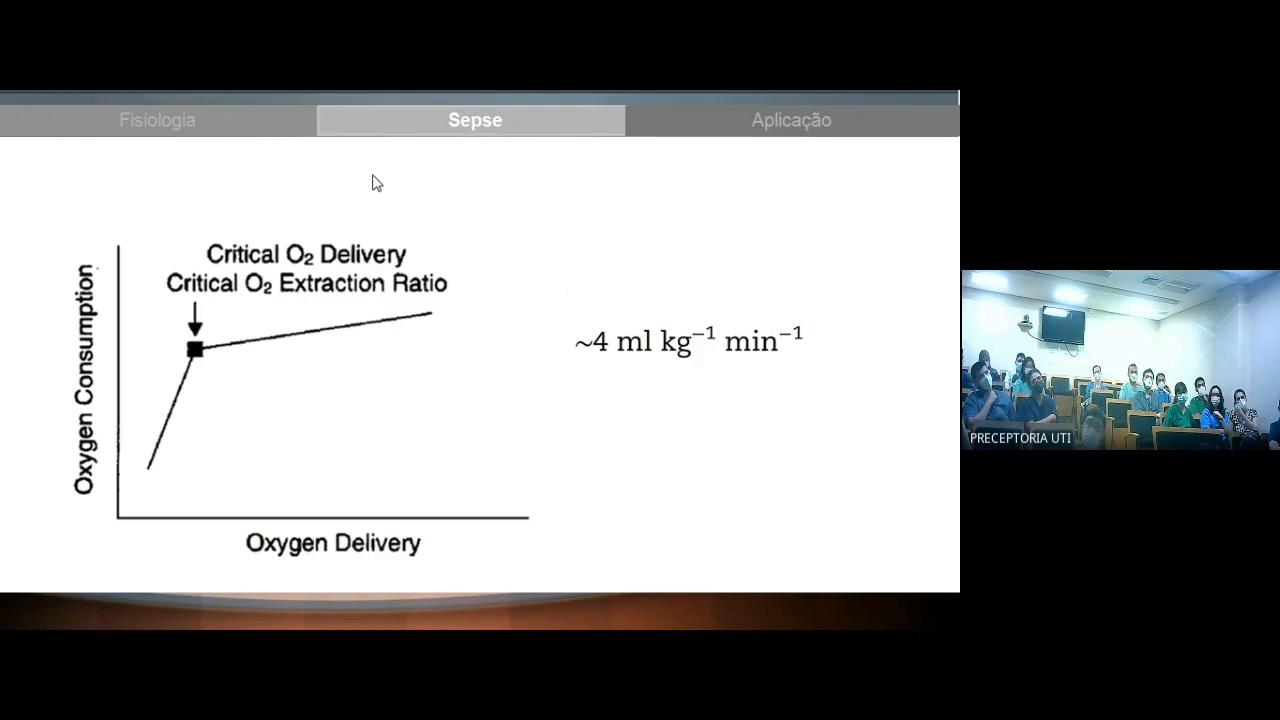 Fisiologia
Sepse
Aplicação
Critical O₂ Delivery
Critical O₂ Extraction Ratio
Oxygen Consumption
Oxygen Delivery
~4 ml kg⁻¹ min⁻¹
PRECEPTORIA UTI